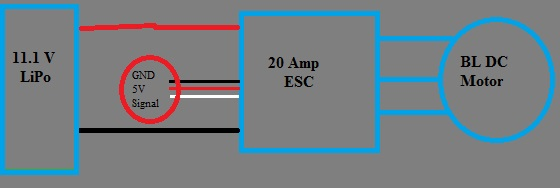 11.1 V
LiPo
GND
5V
Signal
20 Amp
ESC
BL DC
Motor